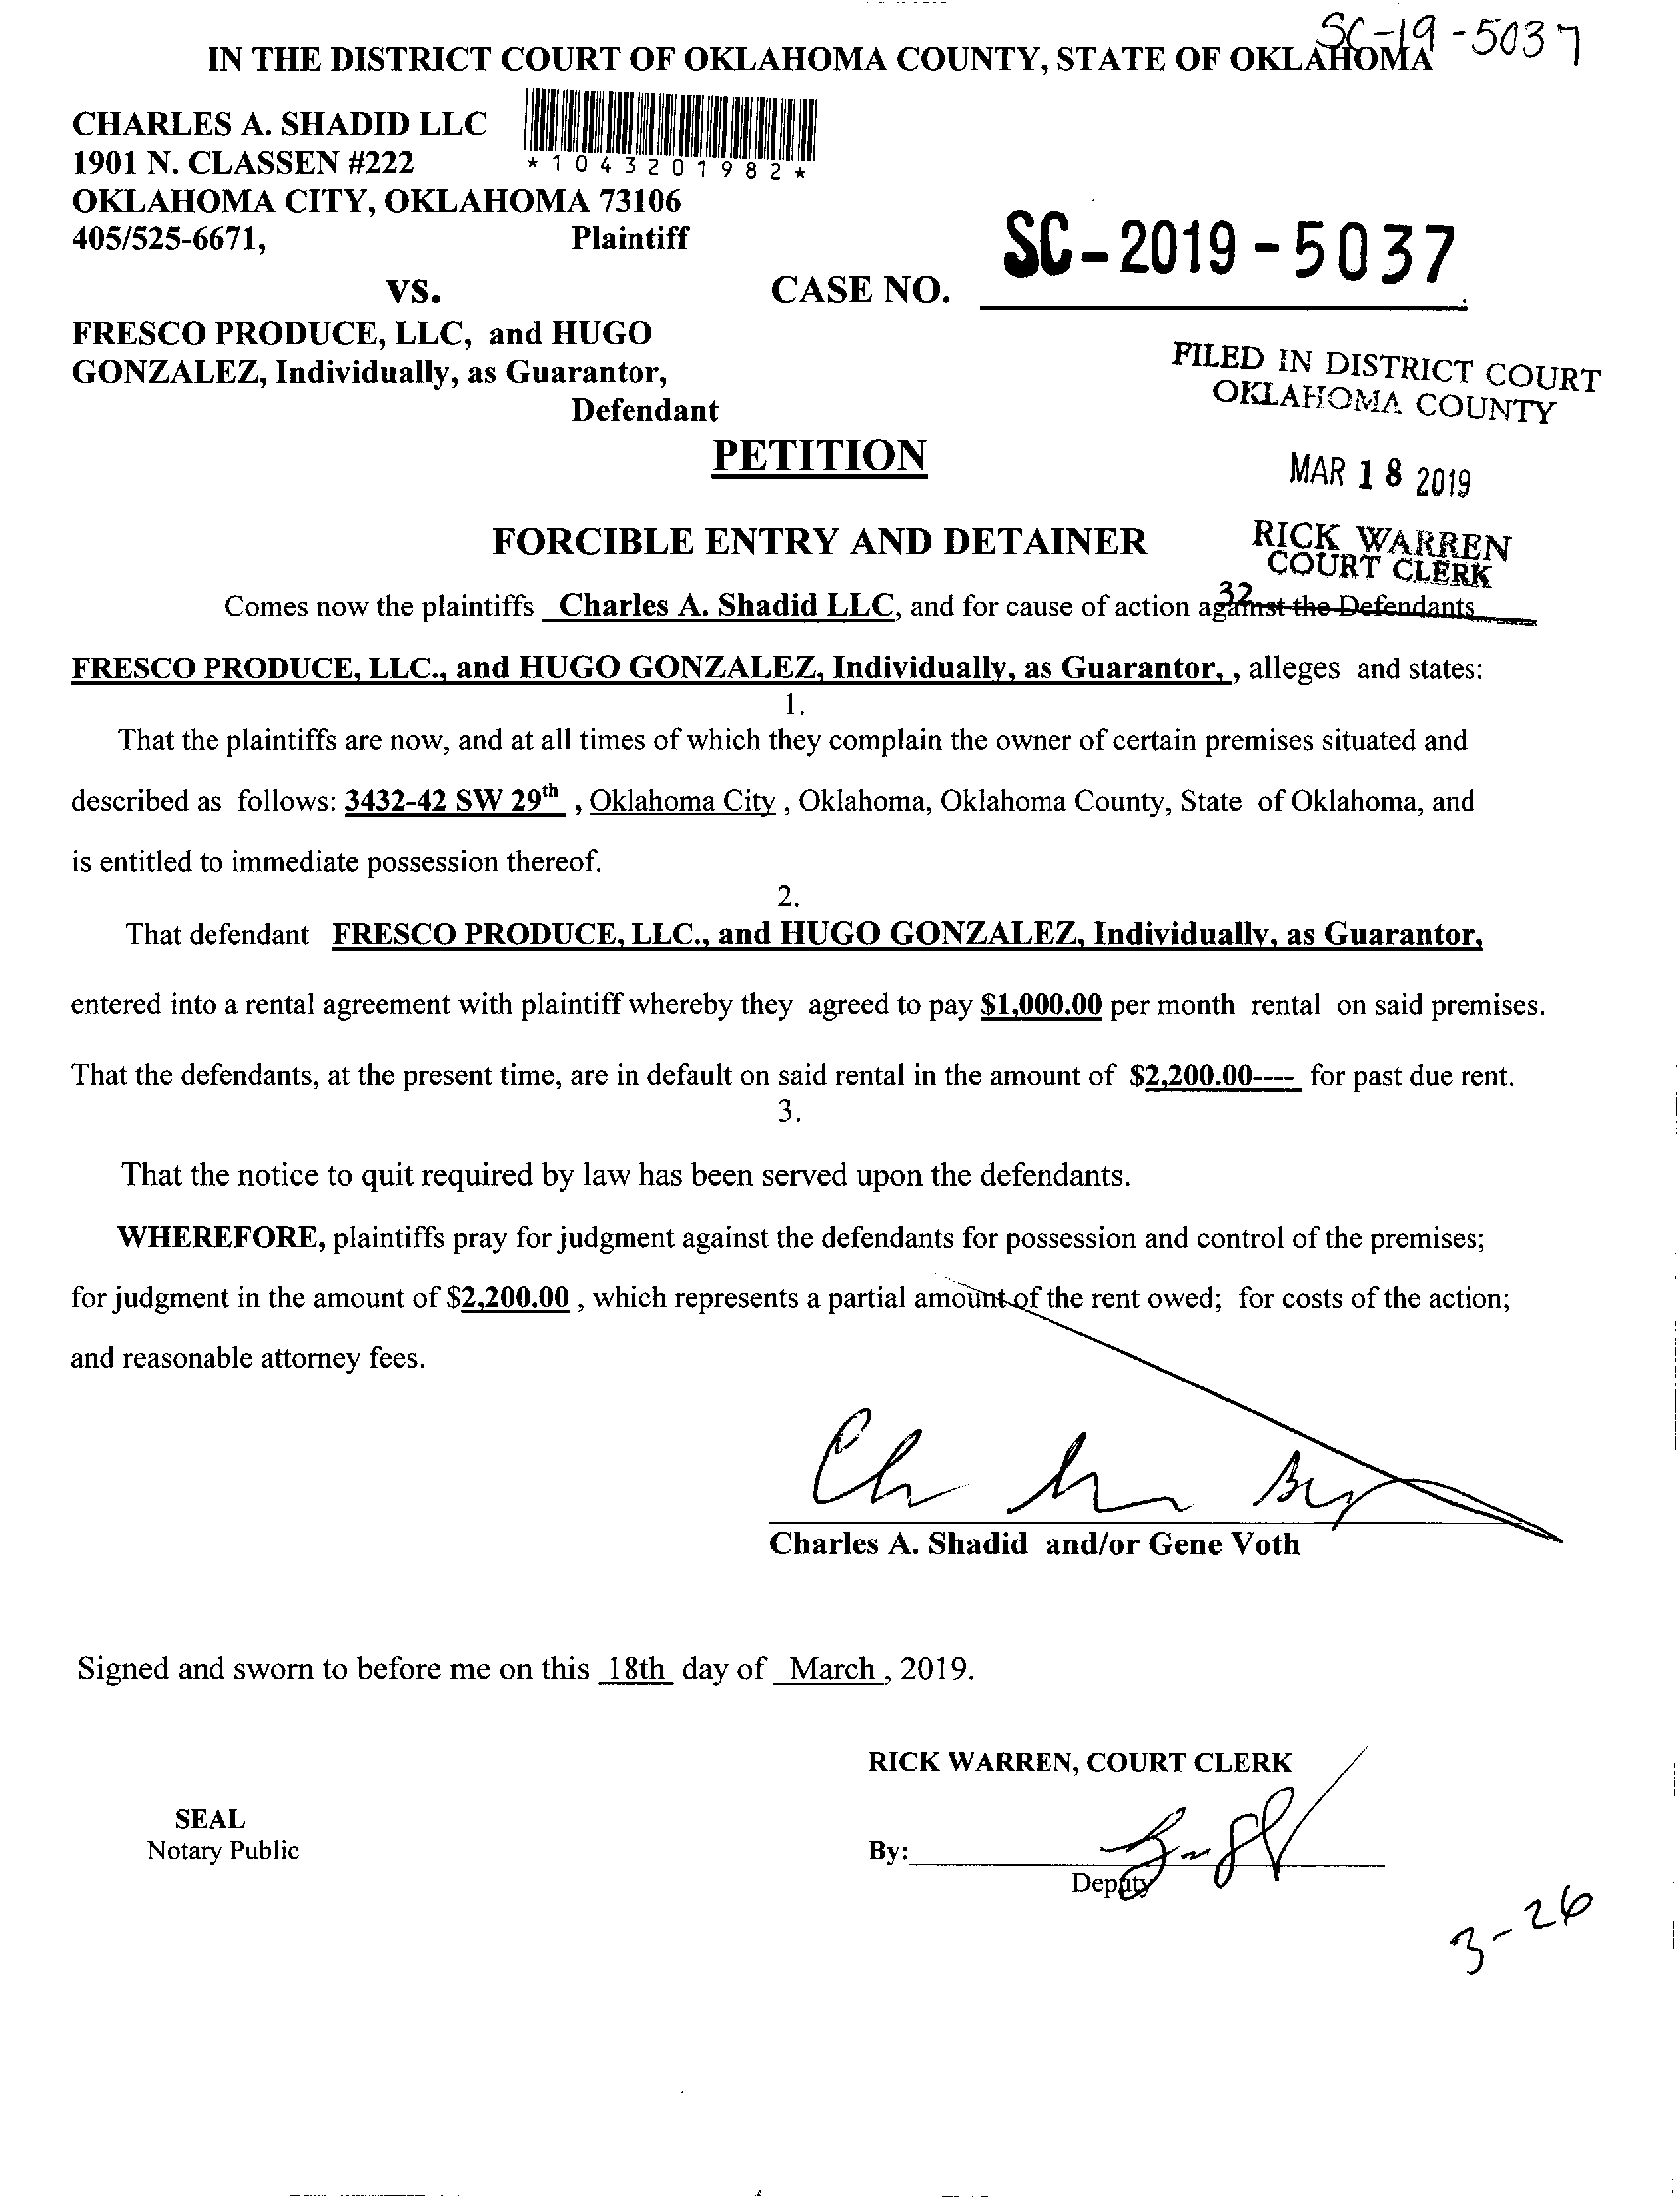 SC-19-5037
IN THE DISTRICT COURT OF OKLAHOMA COUNTY, STATE OF OKLAHOMA
CHARLES A. SHADID LLC
1901 N. CLASSEN #222
*1043201982*
OKLAHOMA CITY, OKLAHOMA 73106
405/525-6671, Plaintiff
SC-2019-5037
vs. CASE NO.
FRESCO PRODUCE, LLC, and HUGO
GONZALEZ, Individually, as Guarantor,
Defendant
FILED IN DISTRICT COURT
OKLAHOMA COUNTY
PETITION
MAR 18 2019
FORCIBLE ENTRY AND DETAINER
RICK WARREN
COURT CLERK
32
Comes now the plaintiffs Charles A. Shadid LLC, and for cause of action against the Defendants
FRESCO PRODUCE, LLC., and HUGO GONZALEZ, Individually, as Guarantor, , alleges and states:
1.
That the plaintiffs are now, and at all times of which they complain the owner of certain premises situated and
described as follows: 3432-42 SW 29th , Oklahoma City , Oklahoma, Oklahoma County, State of Oklahoma, and
is entitled to immediate possession thereof.
2.
That defendant FRESCO PRODUCE, LLC., and HUGO GONZALEZ, Individually, as Guarantor,
entered into a rental agreement with plaintiff whereby they agreed to pay $1,000.00 per month rental on said premises.
That the defendants, at the present time, are in default on said rental in the amount of $2,200.00---- for past due rent.
3.
That the notice to quit required by law has been served upon the defendants.
WHEREFORE, plaintiffs pray for judgment against the defendants for possession and control of the premises;
for judgment in the amount of $2,200.00 , which represents a partial amount of the rent owed; for costs of the action;
and reasonable attorney fees.
Charles A. Shadid and/or Gene Voth
Signed and sworn to before me on this 18th day of March , 2019.
RICK WARREN, COURT CLERK
SEAL
Notary Public
By:
Deputy
3-26